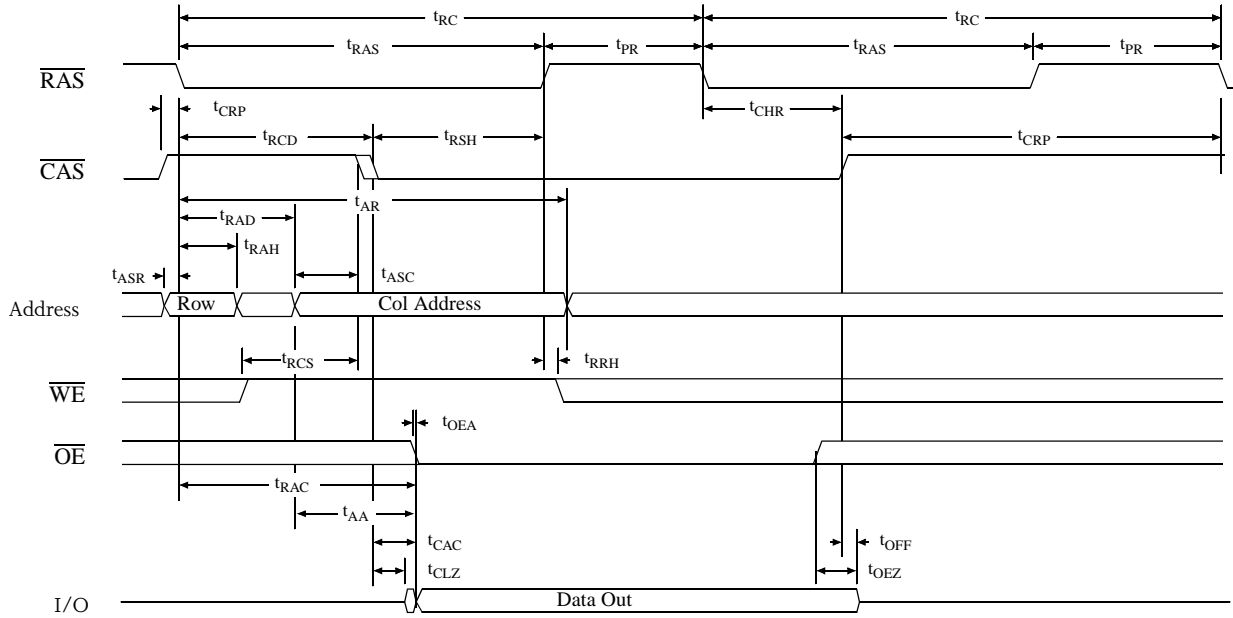 tRC tRC
tRAS tPR tRAS tPR
RAS
tCRP tCHR
tRCD tRSH tCRP
CAS
tAR
tRAD
tRAH
tASR tASC
Address Row Col Address
tRCS tRRH
WE
tOEA
OE
tRAC
tAA
tCAC tOFF
tCLZ tOEZ
I/O Data Out